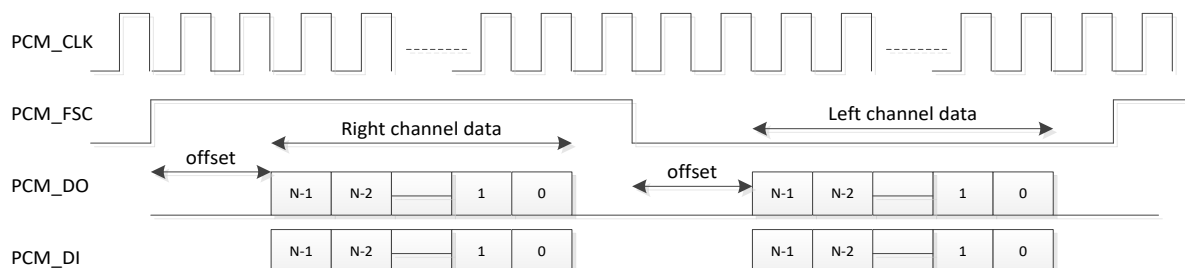 PCM_CLK
PCM_FSC
Right channel data
Left channel data
offset
offset
PCM_DO
N-1 N-2 1 0 N-1 N-2 1 0
PCM_DI
N-1 N-2 1 0 N-1 N-2 1 0